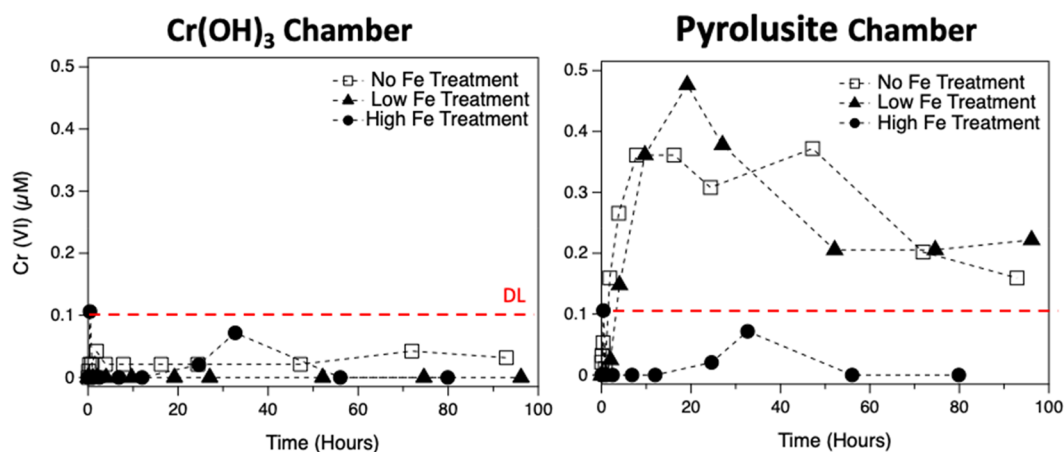 Cr(OH)₃ Chamber
0.5
0.4
0.3
0.2
0.1
0
Cr (VI) (µM)
No Fe Treatment
Low Fe Treatment
High Fe Treatment
DL
0
20
40
60
80
100
Time (Hours)
Pyrolusite Chamber
0.5
0.4
0.3
0.2
0.1
0
No Fe Treatment
Low Fe Treatment
High Fe Treatment
0
20
40
60
80
100
Time (Hours)